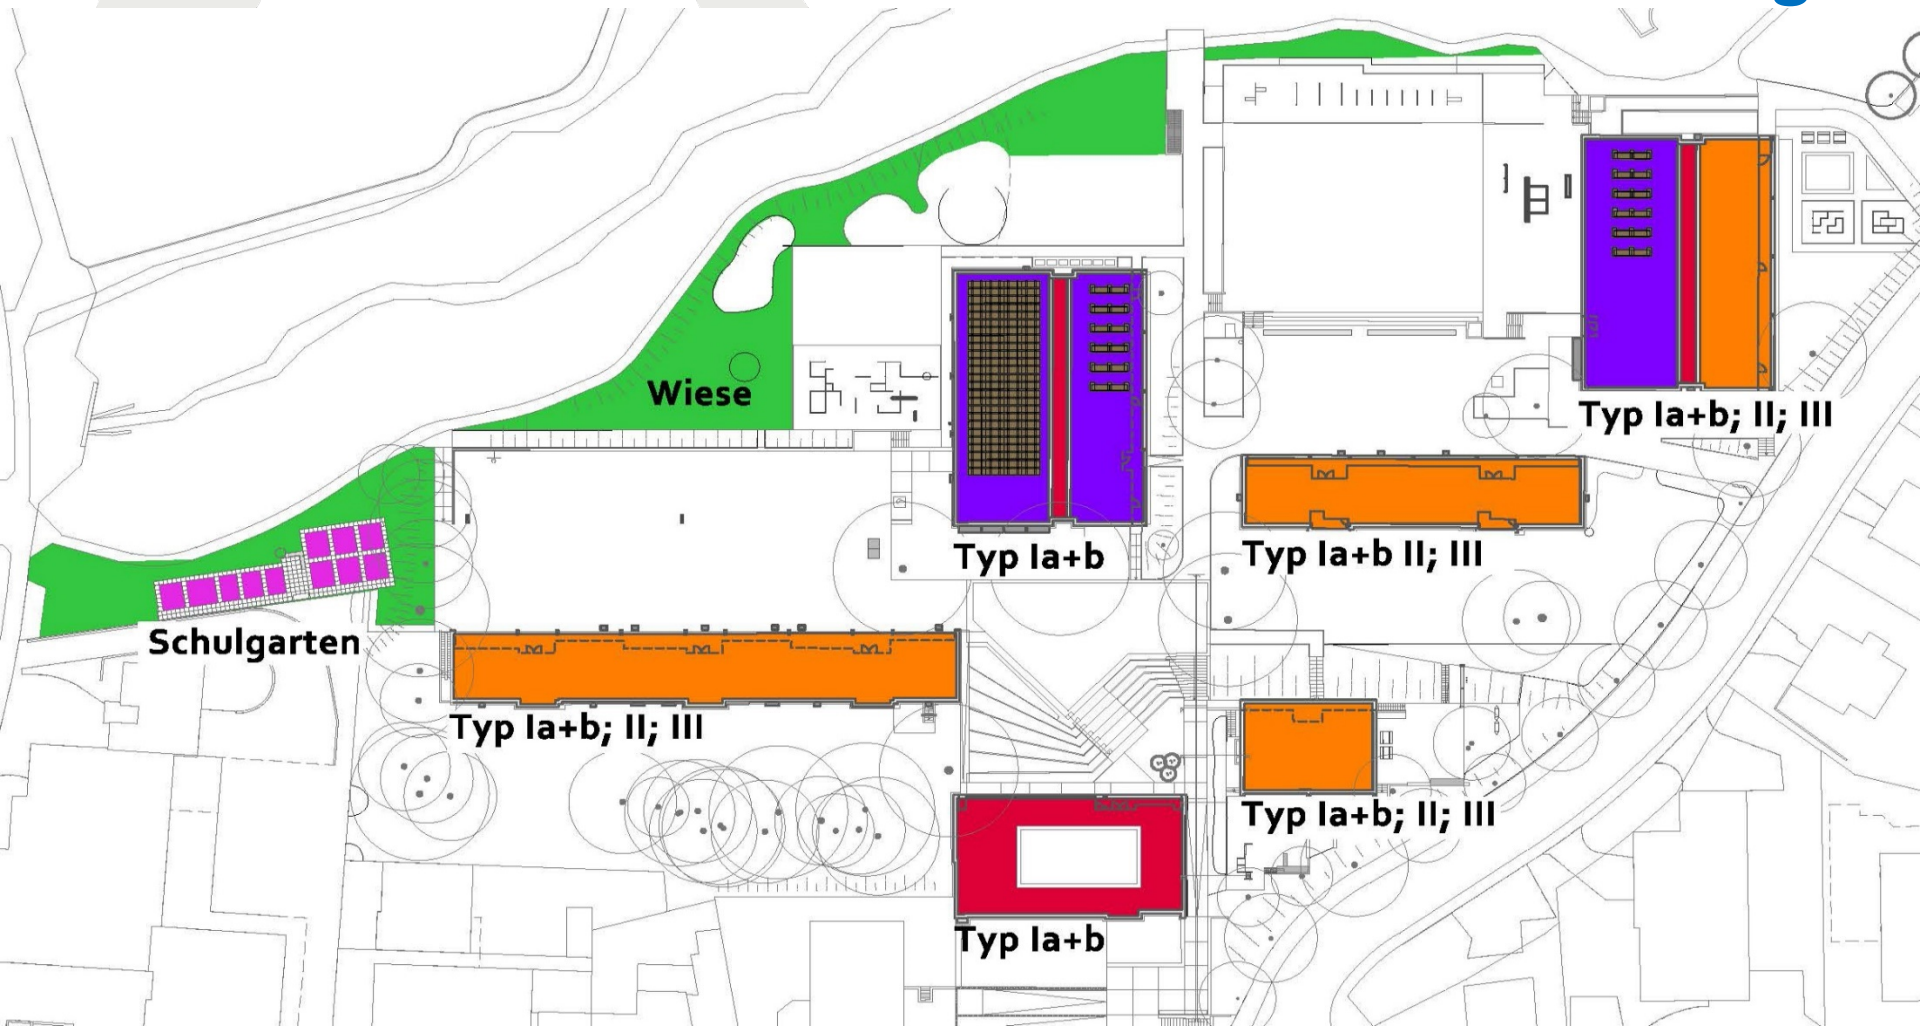 Wiese
Typ Ia+b; II; III
Typ Ia+b
Typ Ia+b II; III
Schulgarten
Typ Ia+b; II; III
Typ Ia+b; II; III
Typ Ia+b